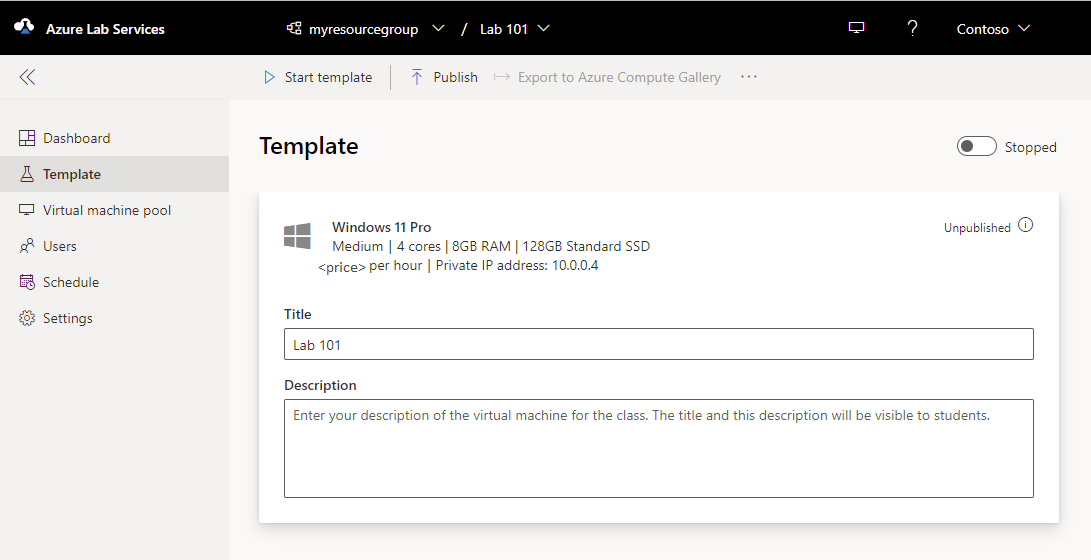 Azure Lab Services
myresourcegroup / Lab 101
?
Contoso
Start template
Publish
Export to Azure Compute Gallery
...
Dashboard
Template
Virtual machine pool
Users
Schedule
Settings
Template
Stopped
Windows 11 Pro
Unpublished
Medium | 4 cores | 8GB RAM | 128GB Standard SSD
<price> per hour | Private IP address: 10.0.0.4
Title
Lab 101
Description
Enter your description of the virtual machine for the class. The title and this description will be visible to students.